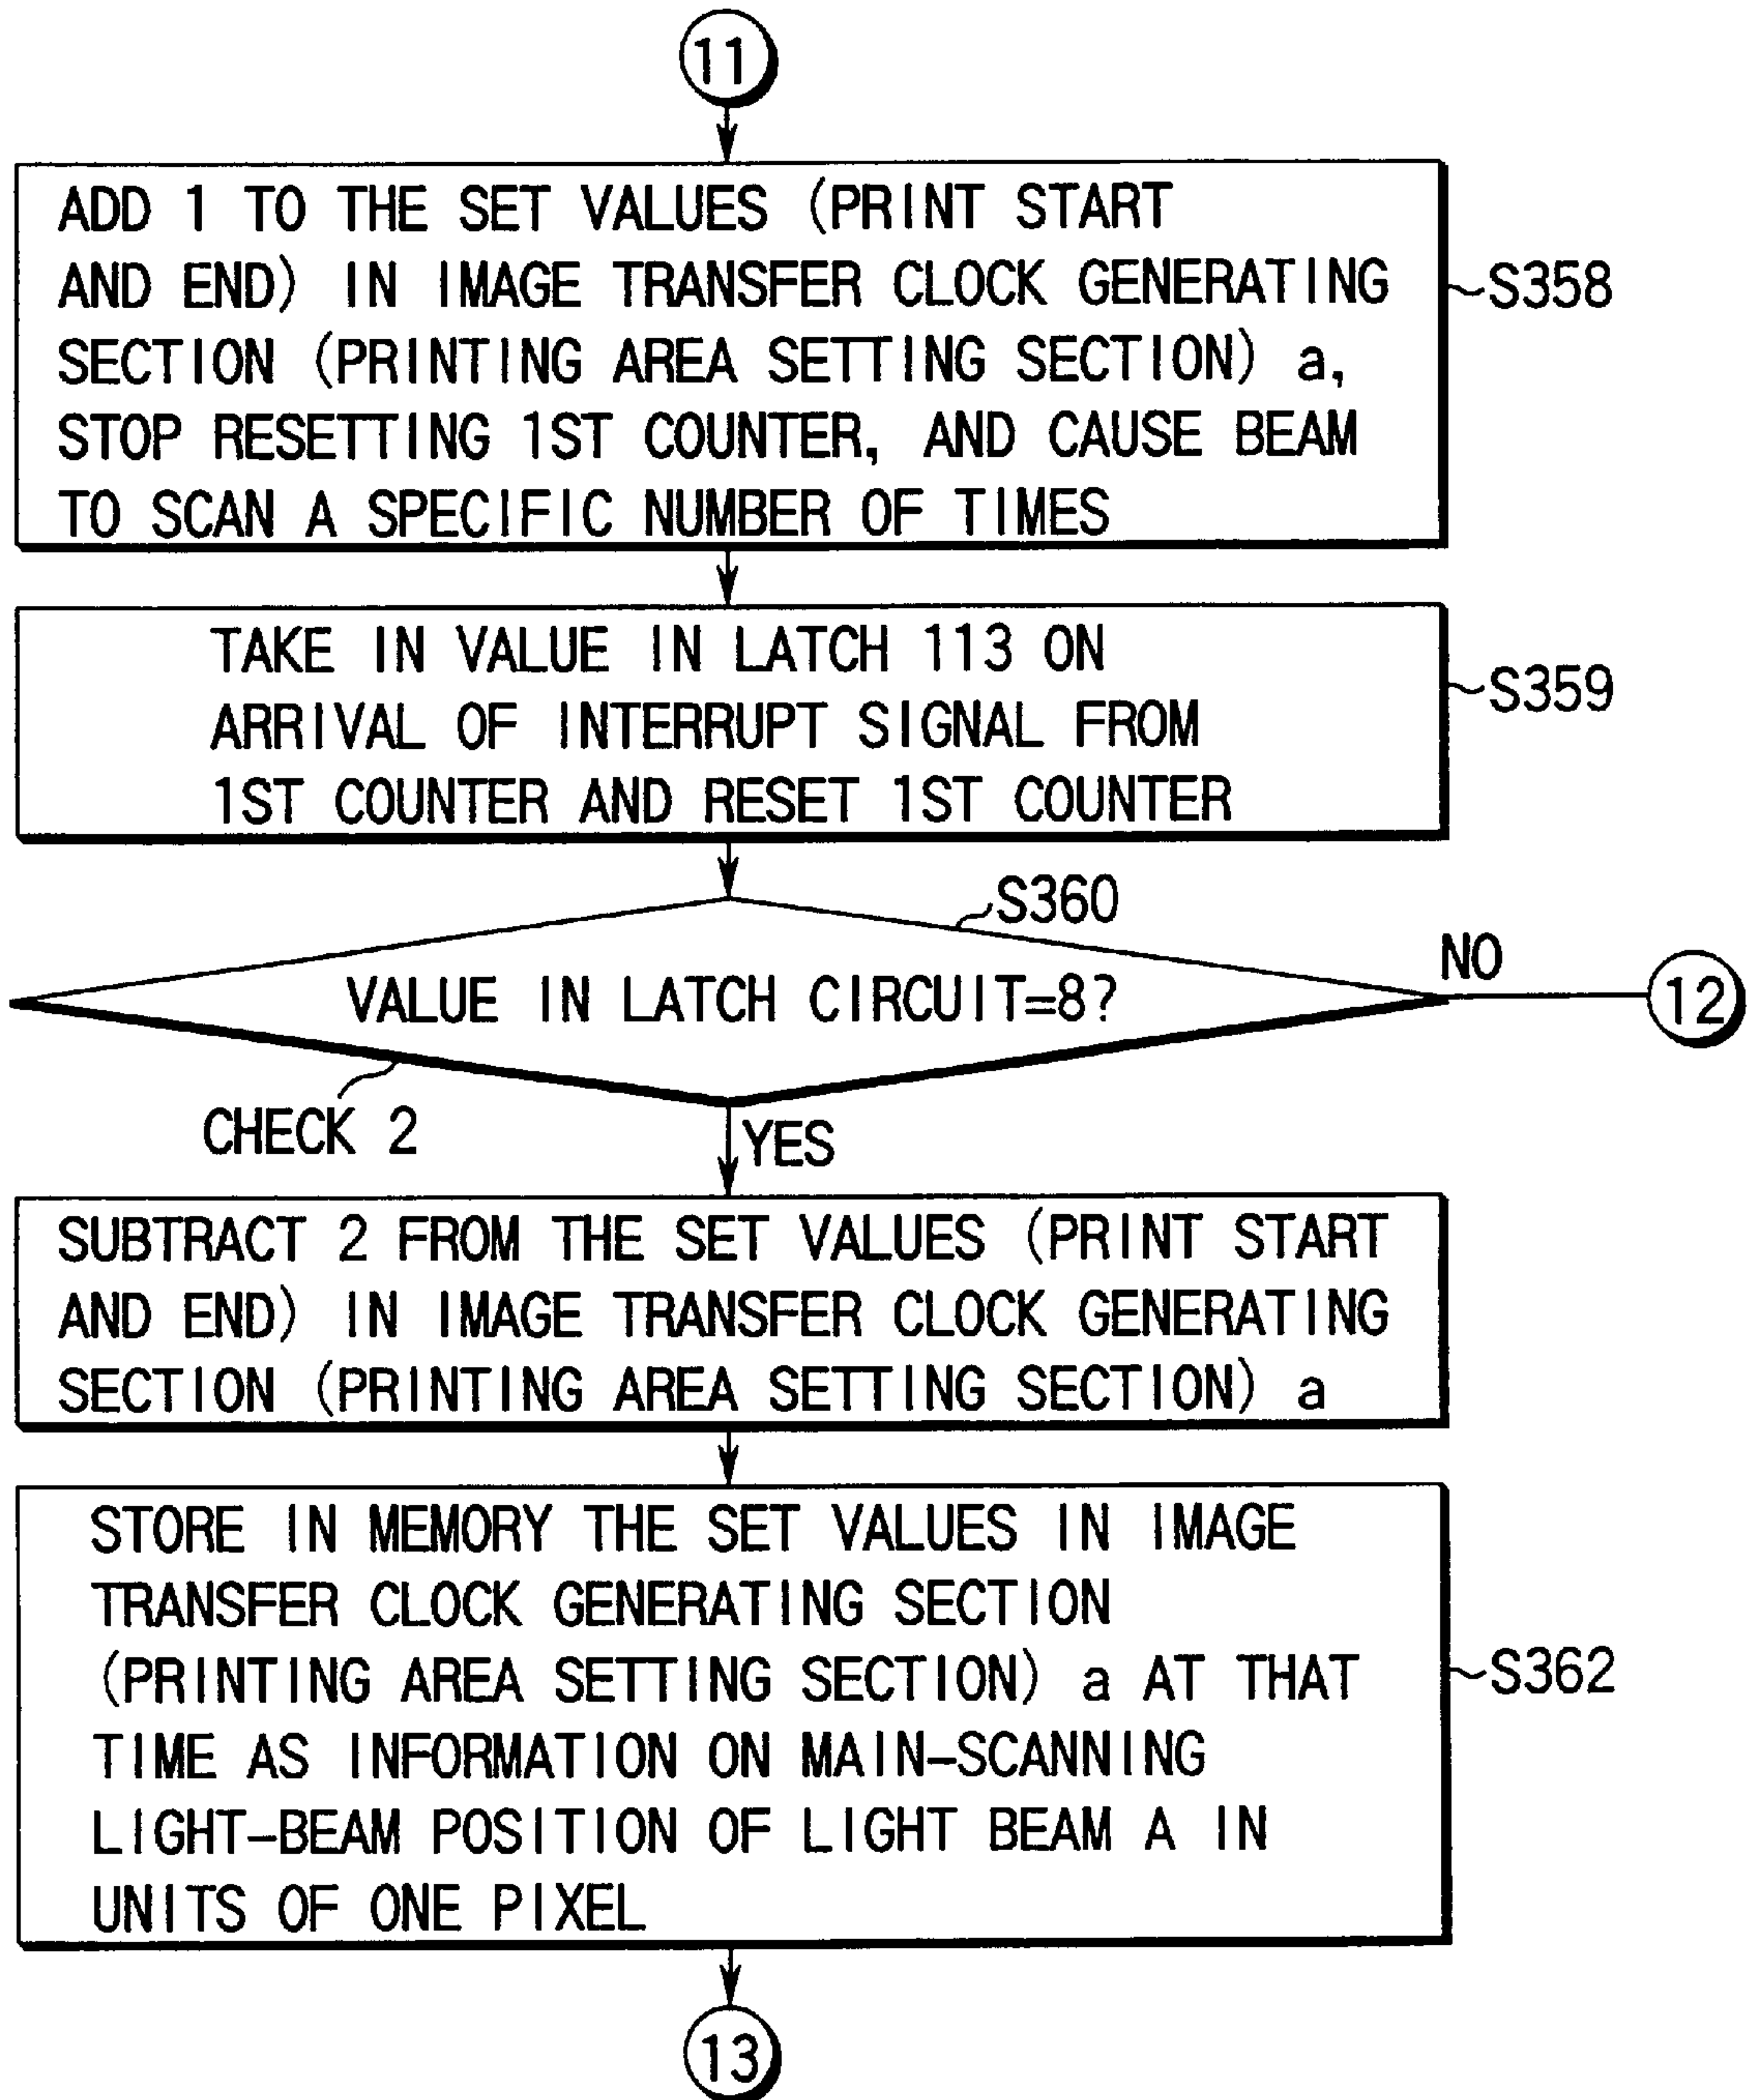 11
ADD 1 TO THE SET VALUES (PRINT START
AND END) IN IMAGE TRANSFER CLOCK GENERATING
SECTION (PRINTING AREA SETTING SECTION) a,
STOP RESETTING 1ST COUNTER, AND CAUSE BEAM
TO SCAN A SPECIFIC NUMBER OF TIMES
S358
TAKE IN VALUE IN LATCH 113 ON
ARRIVAL OF INTERRUPT SIGNAL FROM
1ST COUNTER AND RESET 1ST COUNTER
S359
S360
VALUE IN LATCH CIRCUIT=8?
NO
12
CHECK 2
YES
SUBTRACT 2 FROM THE SET VALUES (PRINT START
AND END) IN IMAGE TRANSFER CLOCK GENERATING
SECTION (PRINTING AREA SETTING SECTION) a
STORE IN MEMORY THE SET VALUES IN IMAGE
TRANSFER CLOCK GENERATING SECTION
(PRINTING AREA SETTING SECTION) a AT THAT
TIME AS INFORMATION ON MAIN-SCANNING
LIGHT-BEAM POSITION OF LIGHT BEAM A IN
UNITS OF ONE PIXEL
S362
13